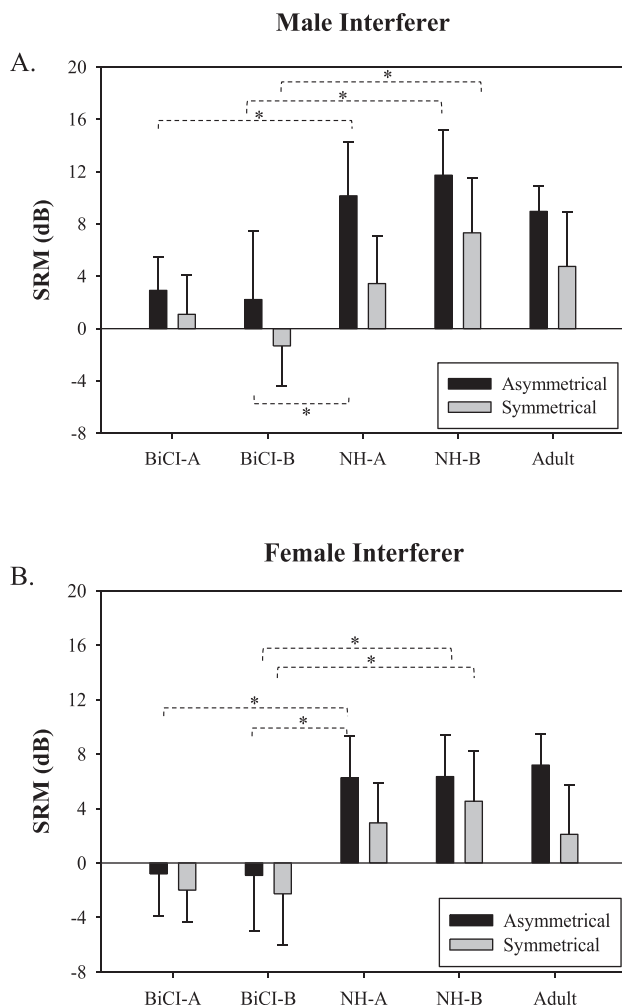 Male Interferer
A.
20
16
12
8
4
0
-4
-8
SRM (dB)
*
*
*
*
Asymmetrical
Symmetrical
BiCI-A BiCI-B NH-A NH-B Adult
Female Interferer
B.
20
16
12
8
4
0
-4
-8
SRM (dB)
*
*
*
*
Asymmetrical
Symmetrical
BiCI-A BiCI-B NH-A NH-B Adult